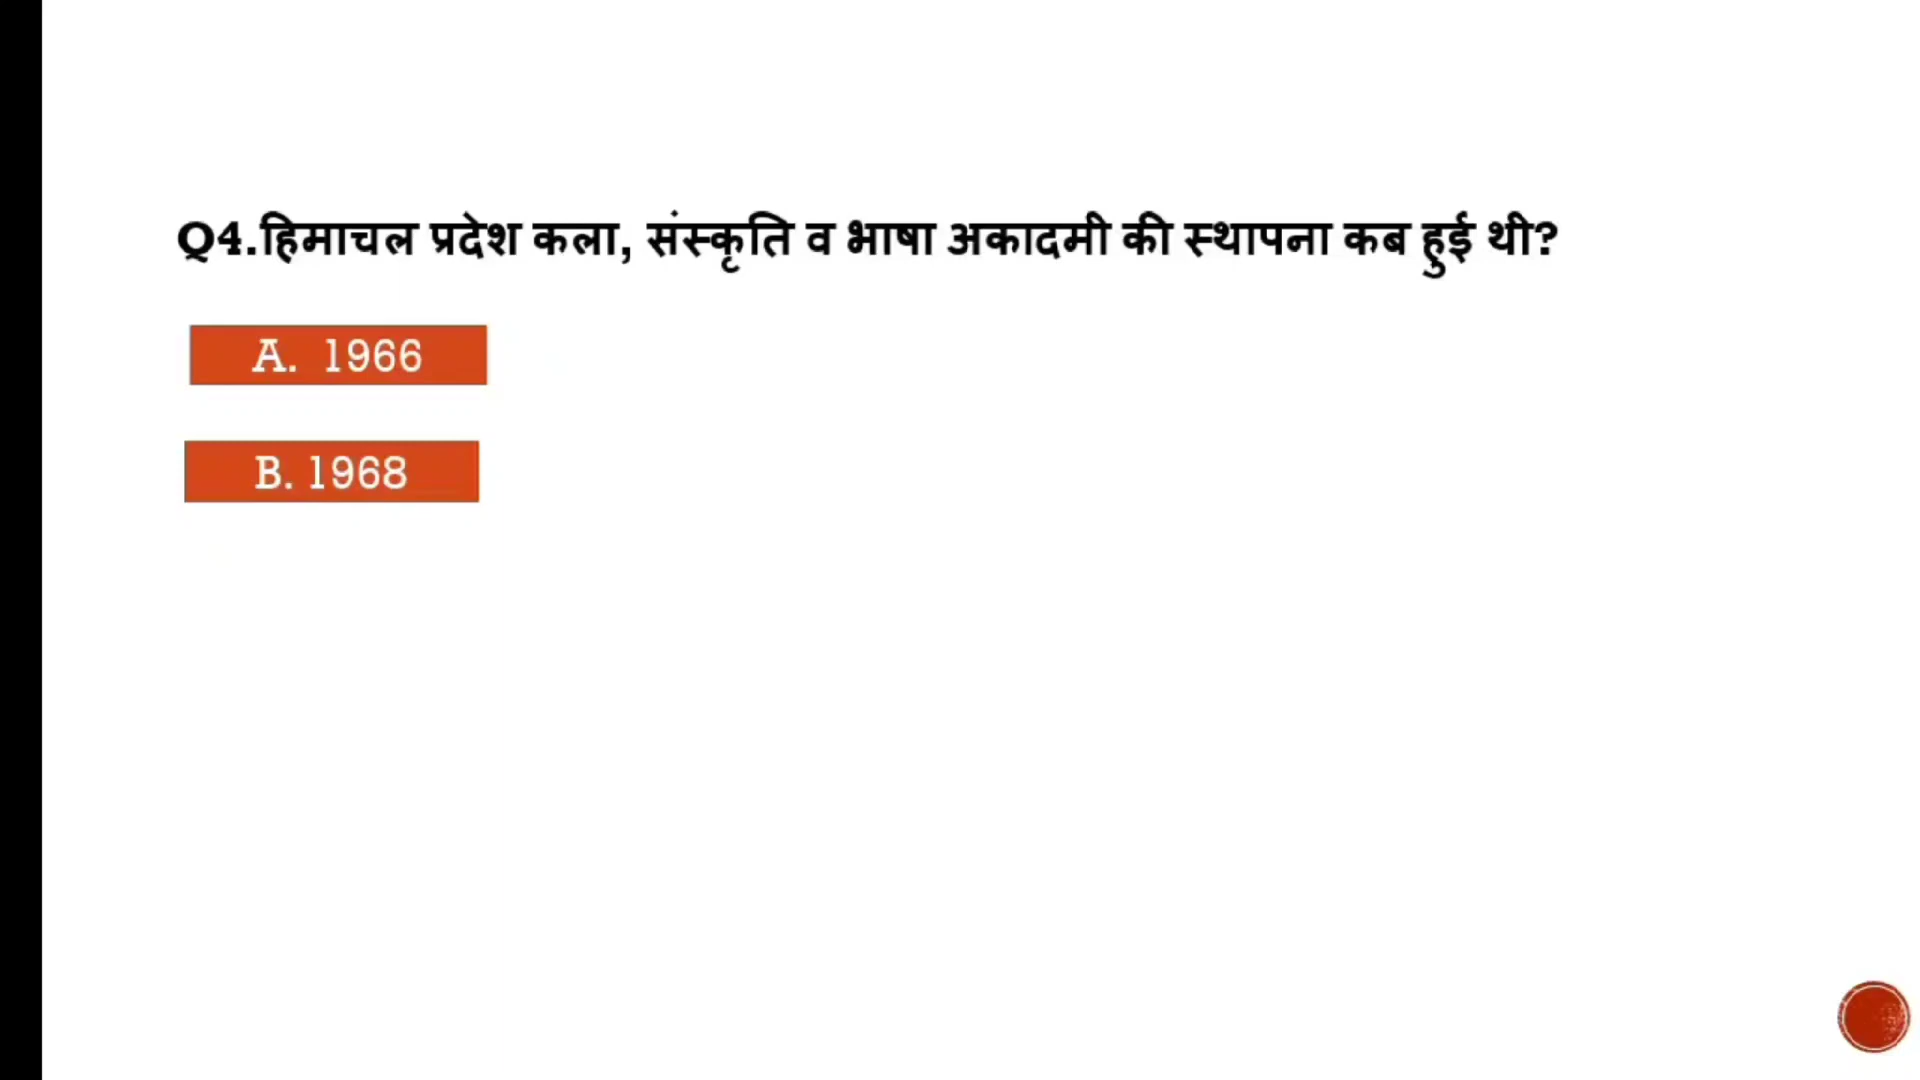 Q4.हिमाचल प्रदेश कला, संस्कृति व भाषा अकादमी की स्थापना कब हुई थी?
A. 1966
B. 1968